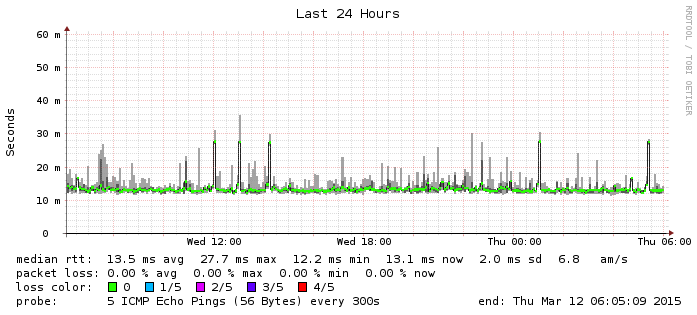 Last 24 Hours
RRDTOOL / TOBI OETIKER
Seconds
60 m
50 m
40 m
30 m
20 m
10 m
0
Wed 12:00 Wed 18:00 Thu 00:00 Thu 06:00
median rtt: 13.5 ms avg 27.7 ms max 12.2 ms min 13.1 ms now 2.0 ms sd 6.8 am/s
packet loss: 0.00 % avg 0.00 % max 0.00 % min 0.00 % now
loss color: 0 1/5 2/5 3/5 4/5
probe: 5 ICMP Echo Pings (56 Bytes) every 300s end: Thu Mar 12 06:05:09 2015